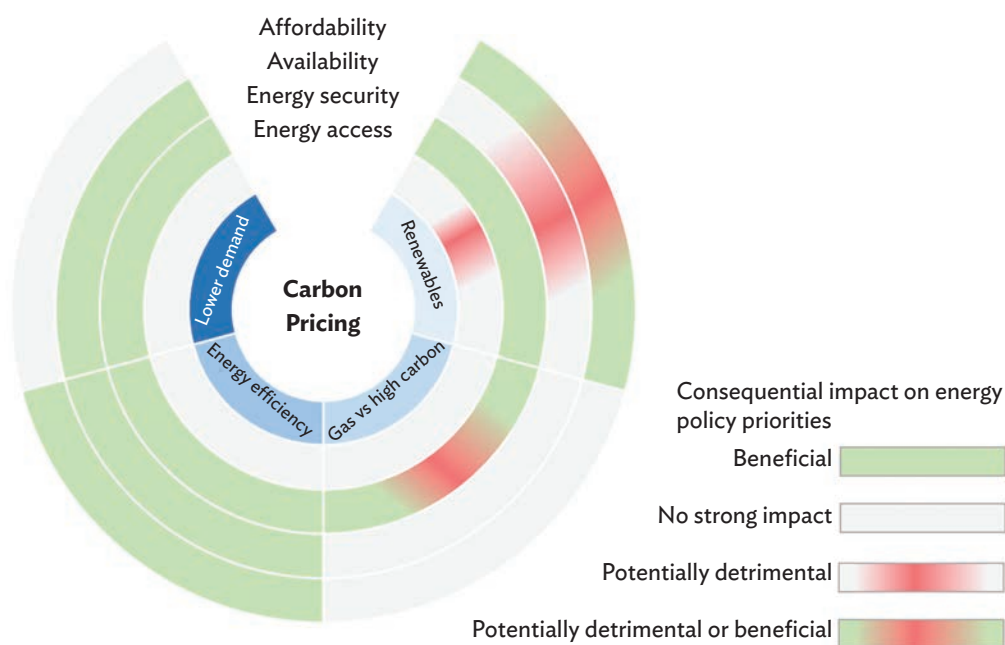 Affordability
Availability
Energy security
Energy access
Lower demand
Renewables
Carbon
Pricing
Energy efficiency
Gas vs high carbon
Consequential impact on energy
policy priorities
Beneficial
No strong impact
Potentially detrimental
Potentially detrimental or beneficial